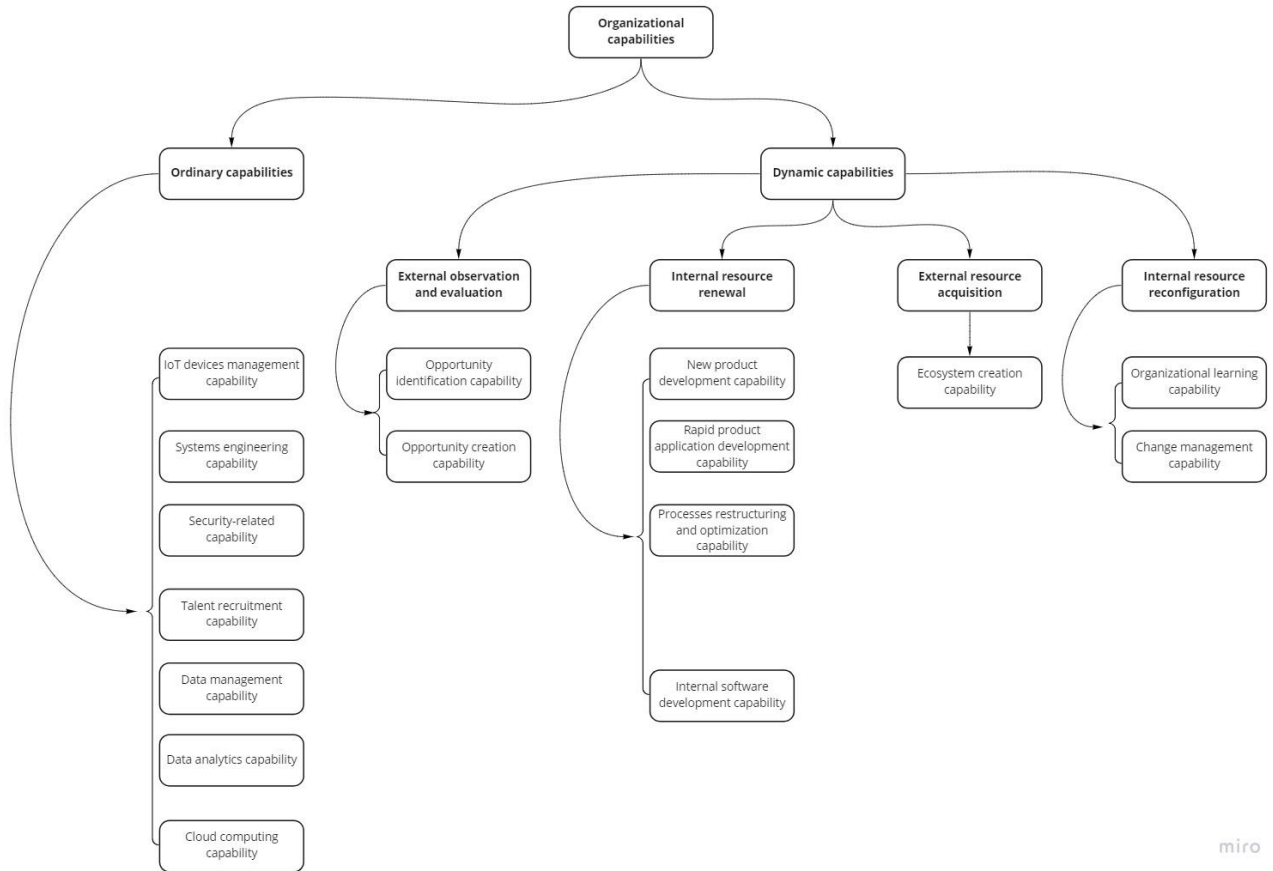 Organizational
capabilities
Ordinary capabilities
Dynamic capabilities
External observation
and evaluation
Internal resource
renewal
External resource
acquisition
Internal resource
reconfiguration
IoT devices management
capability
Systems engineering
capability
Security-related
capability
Talent recruitment
capability
Data management
capability
Data analytics capability
Cloud computing
capability
Opportunity
identification capability
Opportunity creation
capability
New product
development capability
Rapid product
application development
capability
Processes restructuring
and optimization
capability
Internal software
development capability
Ecosystem creation
capability
Organizational learning
capability
Change management
capability
miro